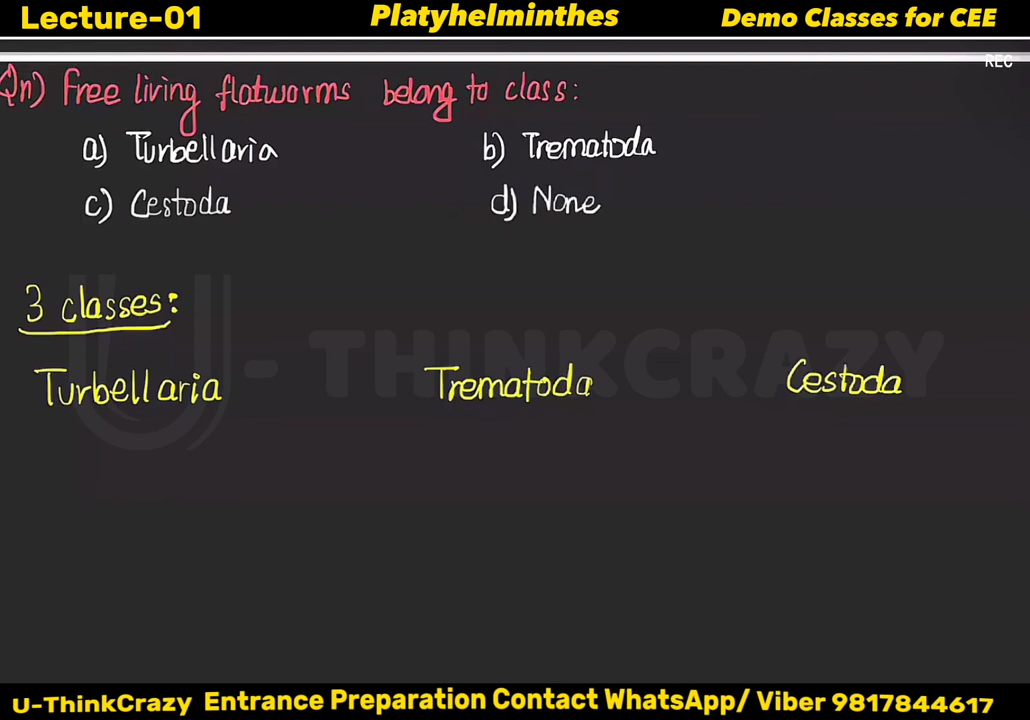 Lecture-01 Platyhelminthes Demo Classes for CEE
REC
Qn) Free living flatworms belong to class:
a) Turbellaria b) Trematoda
c) Cestoda d) None
3 classes:
U - THINKCRAZY
Turbellaria Trematoda Cestoda
U-ThinkCrazy Entrance Preparation Contact WhatsApp/ Viber 9817844617